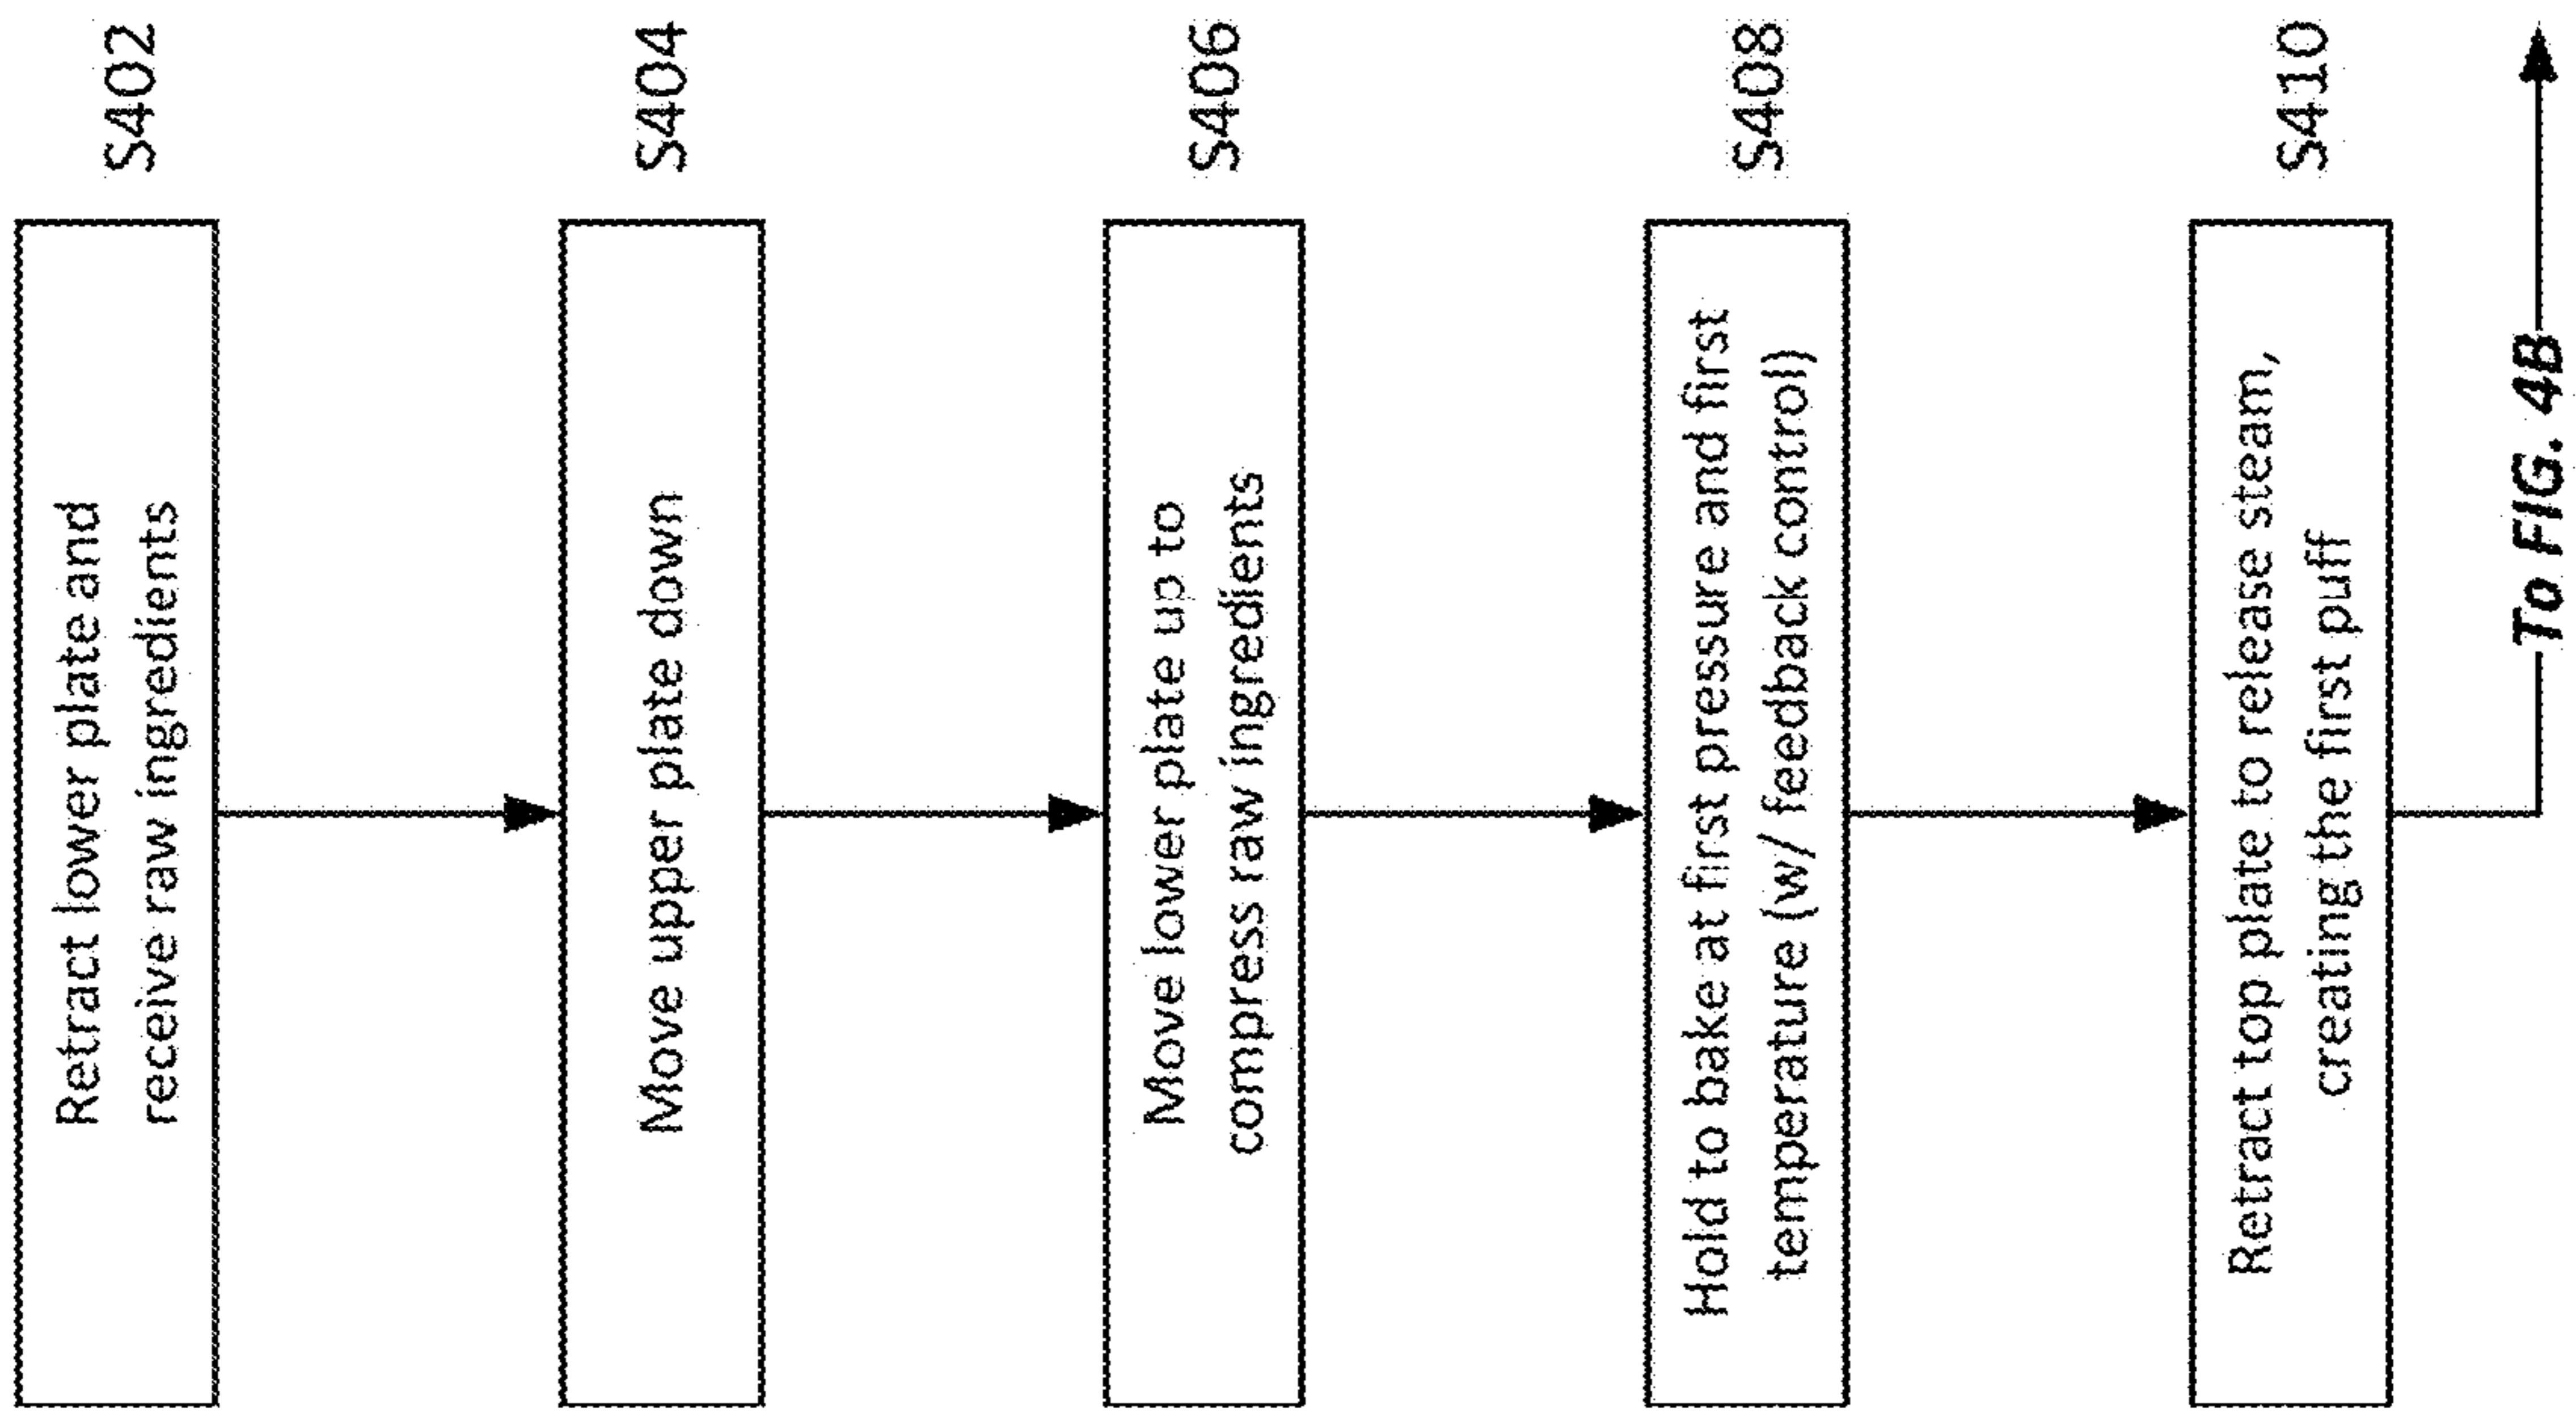 Retract lower plate and
receive raw ingredients
S402
Move upper plate down
S404
Move lower plate up to
compress raw ingredients
S406
Hold to bake at first pressure and first
temperature (w/ feedback control)
S408
Retract top plate to release steam,
creating the first puff
S410
To FIG. 4B